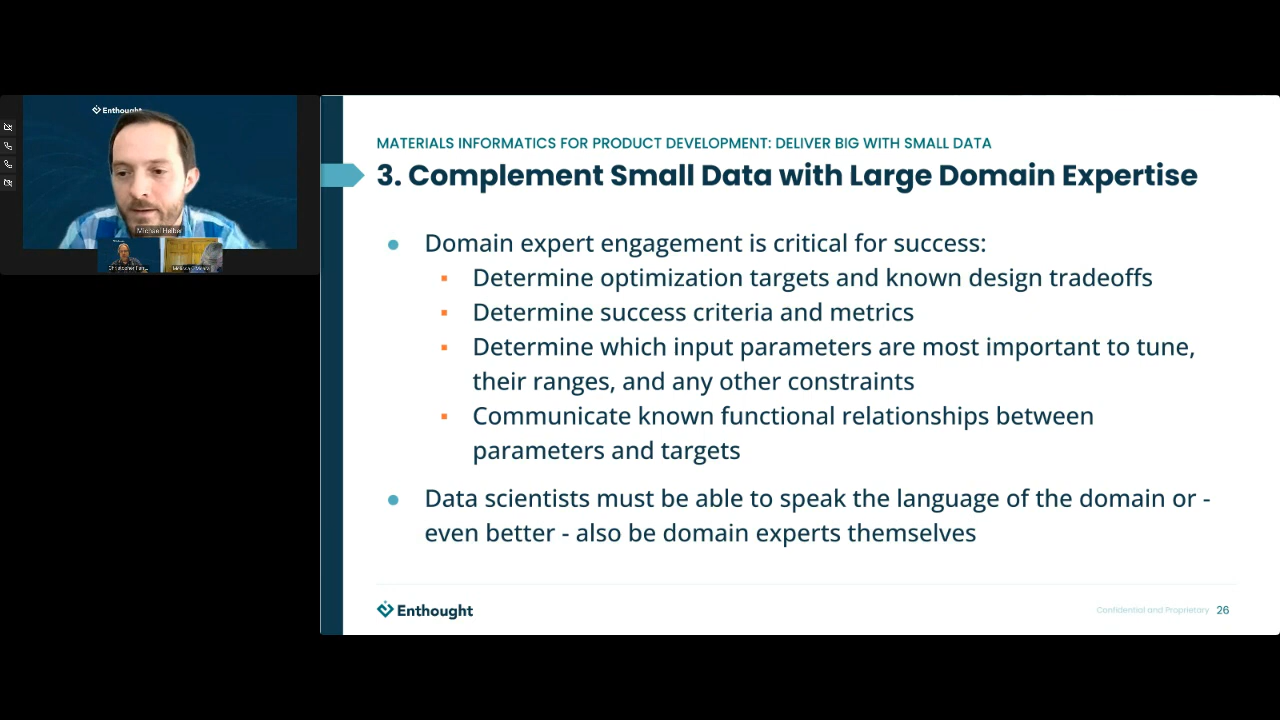 Enthought
Michael Heiber
Christopher Farr...
MATERIALS INFORMATICS FOR PRODUCT DEVELOPMENT: DELIVER BIG WITH SMALL DATA
3. Complement Small Data with Large Domain Expertise
Domain expert engagement is critical for success:
Determine optimization targets and known design tradeoffs
Determine success criteria and metrics
Determine which input parameters are most important to tune,
their ranges, and any other constraints
Communicate known functional relationships between
parameters and targets
Data scientists must be able to speak the language of the domain or -
even better - also be domain experts themselves
Enthought
Confidential and Proprietary 26